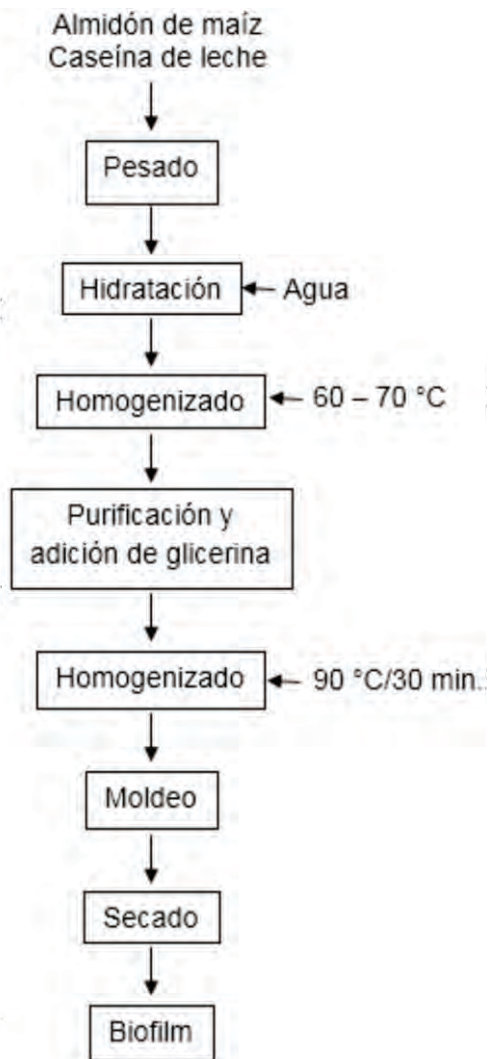 Almidón de maíz
Caseína de leche
Pesado
Hidratación
Agua
Homogenizado
60 – 70 °C
Purificación y
adición de glicerina
Homogenizado
90 °C/30 min.
Moldeo
Secado
Biofilm